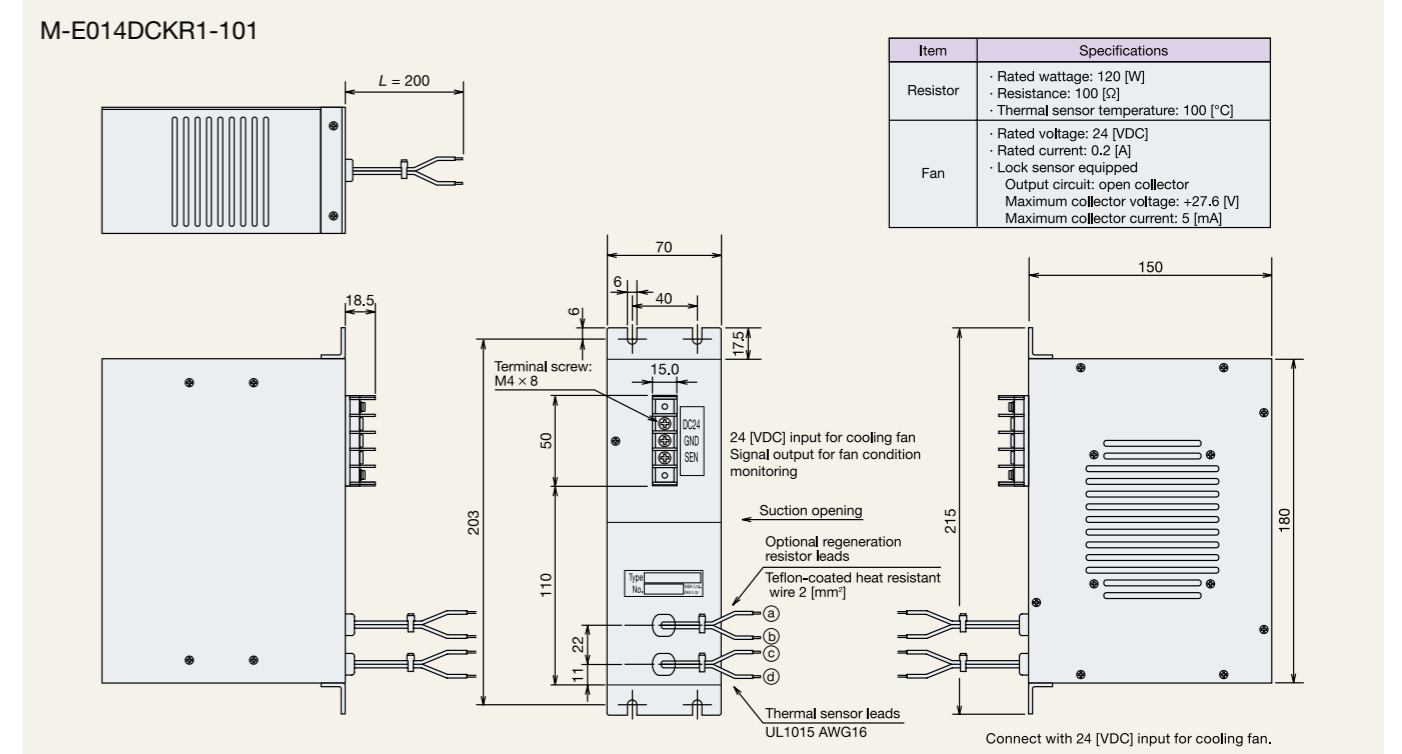 M-E014DCKR1-101
Item Specifications
Resistor
· Rated wattage: 120 [W]
· Resistance: 100 [Ω]
· Thermal sensor temperature: 100 [°C]
Fan
· Rated voltage: 24 [VDC]
· Rated current: 0.2 [A]
· Lock sensor equipped
Output circuit: open collector
Maximum collector voltage: +27.6 [V]
Maximum collector current: 5 [mA]
L = 200
18.5
70
6
40
6
17.5
Terminal screw:
M4 × 8
15.0
DC24
GND
SEN
50
24 [VDC] input for cooling fan
Signal output for fan condition
monitoring
203
Suction opening
110
Optional regeneration
resistor leads
Teflon-coated heat resistant
wire 2 [mm²]
Type
No.
22
11
ⓐ
ⓑ
ⓒ
ⓓ
Thermal sensor leads
UL1015 AWG16
150
215
180
Connect with 24 [VDC] input for cooling fan.